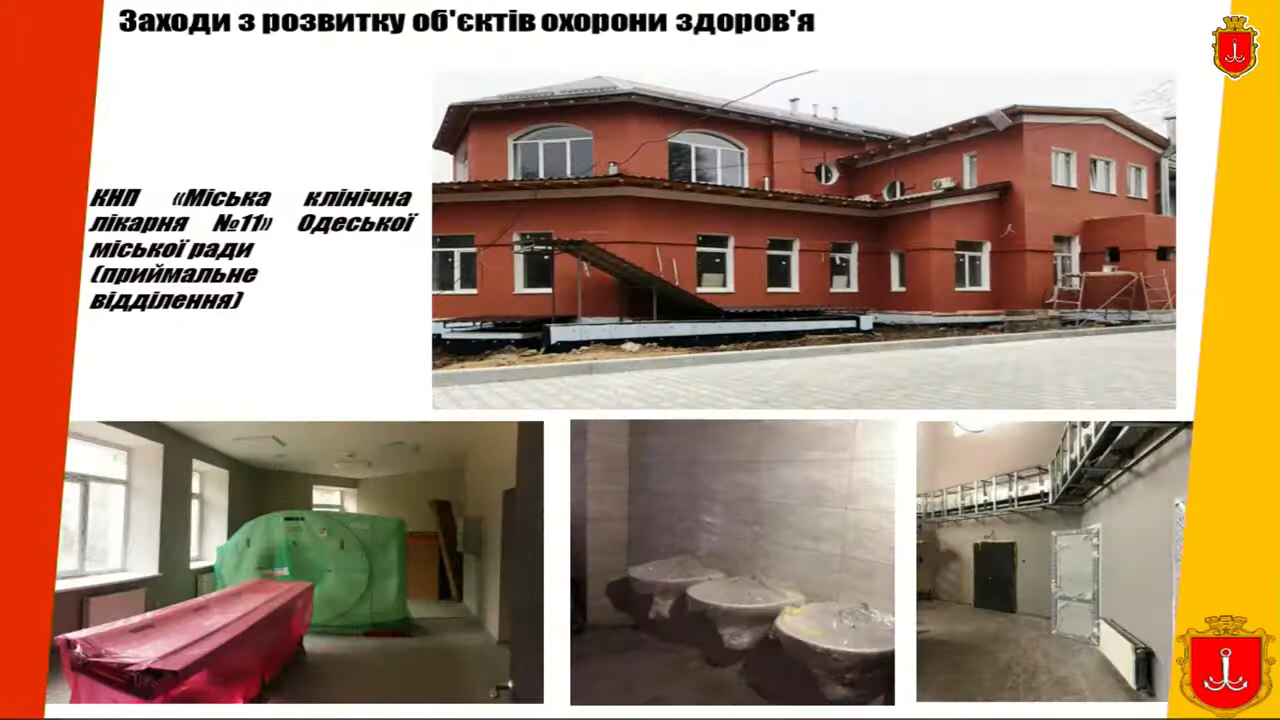 Заходи з розвитку об'єктів охорони здоров'я
КНП «Міська клінічна
лікарня №11» Одеської
міської ради
(приймальне
відділення)